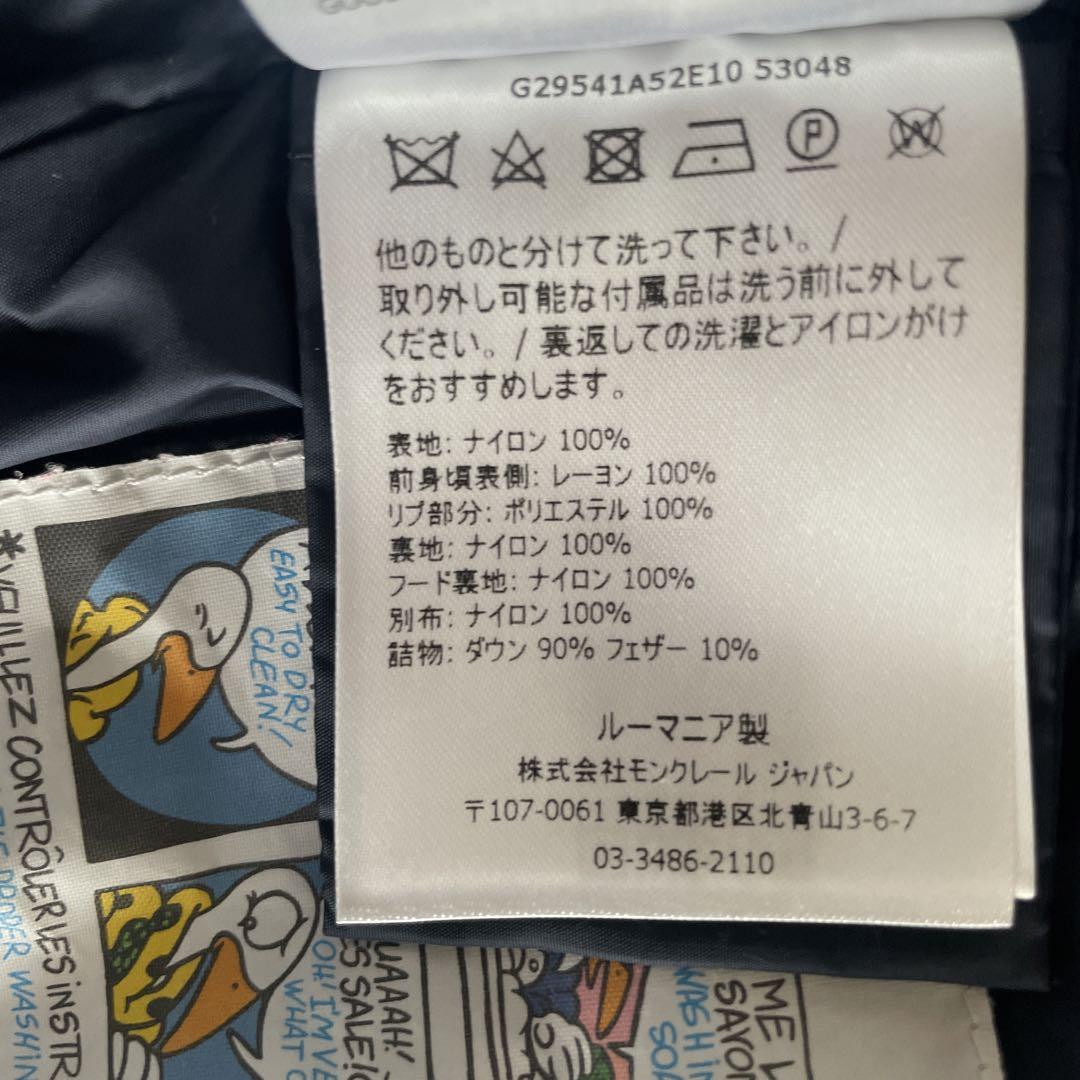 G29541A52E10 53048
他のものと分けて洗って下さい。/
取り外し可能な付属品は洗う前に外して
ください。/ 裏返しての洗濯とアイロンがけ
をおすすめします。
表地: ナイロン 100%
前身頃表側: レーヨン 100%
リブ部分: ポリエステル 100%
裏地: ナイロン 100%
フード裏地: ナイロン 100%
別布: ナイロン 100%
詰物: ダウン 90% フェザー 10%
ルーマニア製
株式会社モンクレール ジャパン
〒107-0061 東京都港区北青山3-6-7
03-3486-2110
EASY TO DRY
CLEAN!
*VEUILLEZ CONTRÔLER LES INSTR
PROPER WASHIN
UAAAH!
OH! I'M
WHAT
ME
SAVON
WASHIN